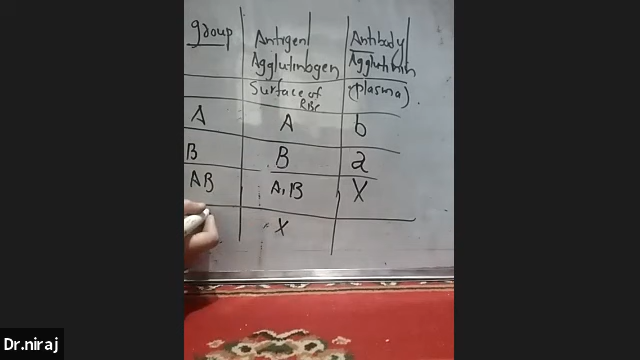 group Antigen Antibody
Agglutinogen Agglutinin
Surface of RBC (plasma)
A A b
B B a
AB A, B X
X
Dr.niraj